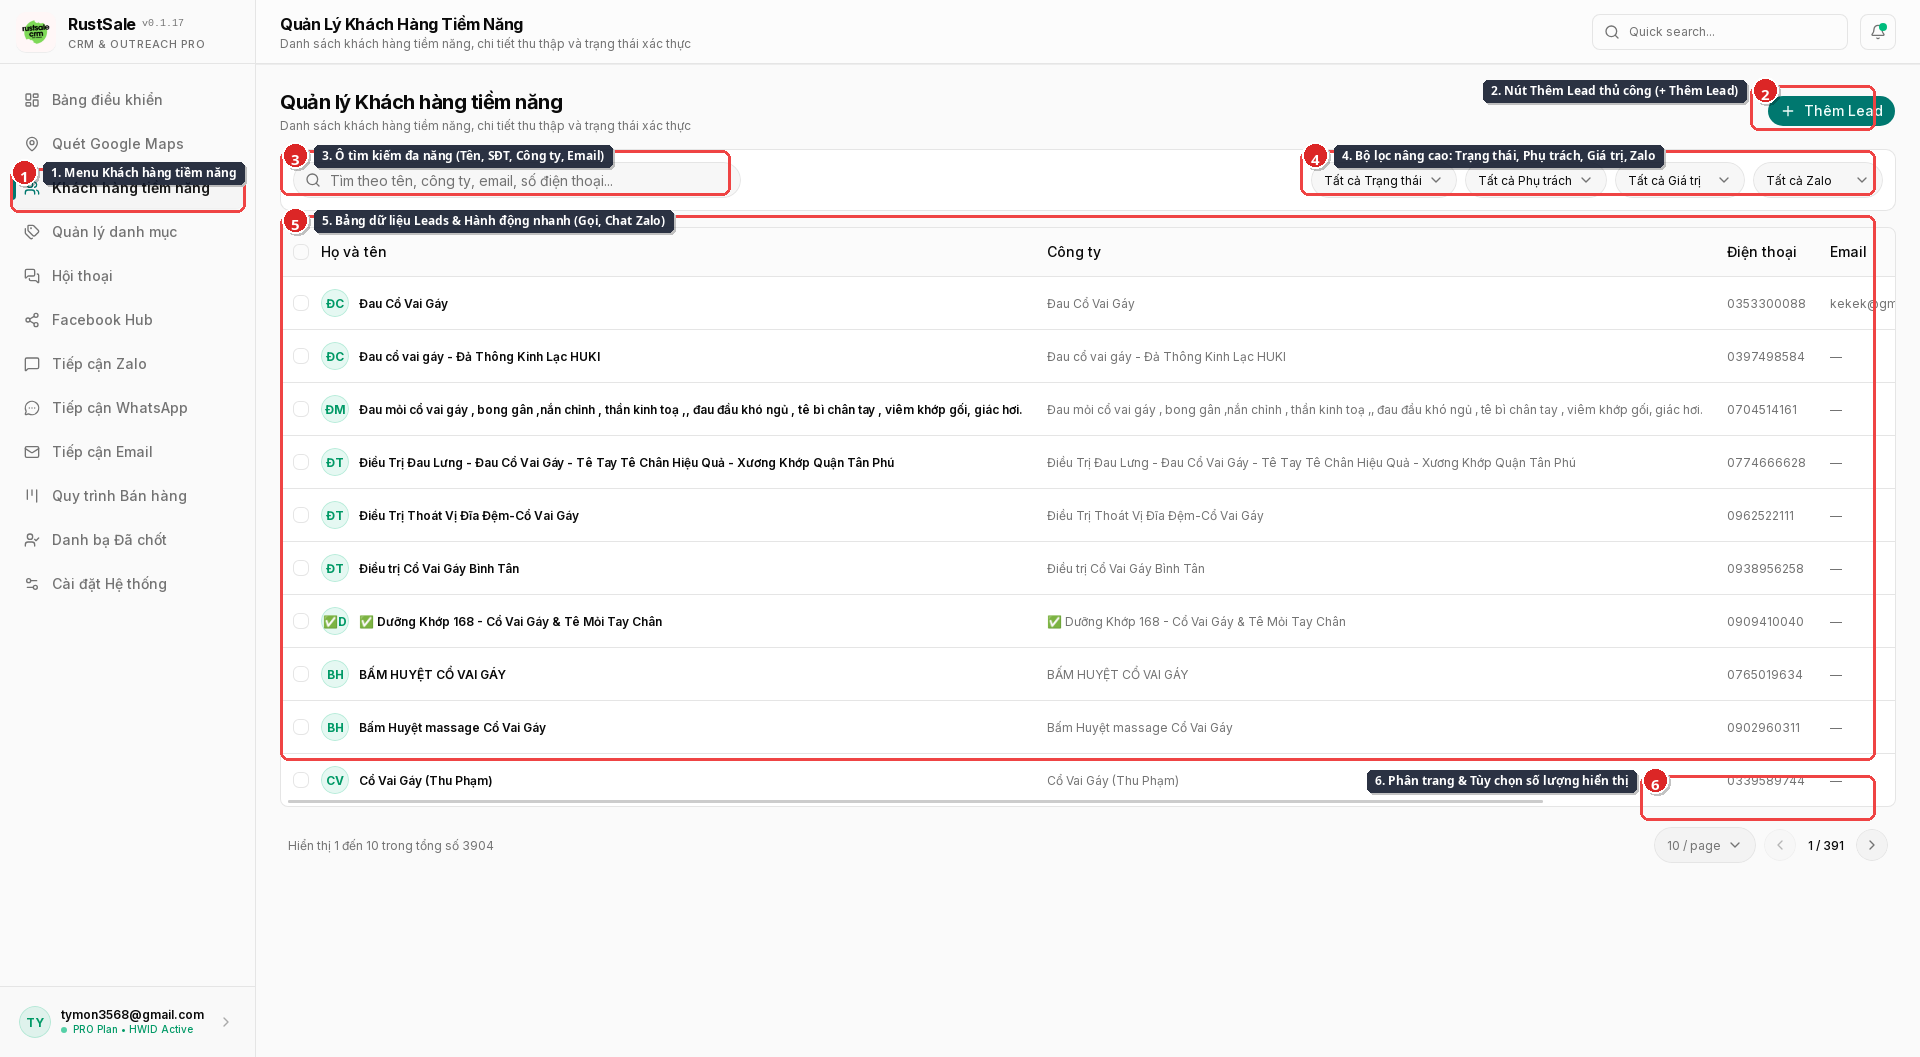 RustSale v0.1.17
CRM & OUTREACH PRO
Bảng điều khiển
Quét Google Maps
1. Menu Khách hàng tiềm năng
1
Khách hàng tiềm năng
Quản lý danh mục
Hội thoại
Facebook Hub
Tiếp cận Zalo
Tiếp cận WhatsApp
Tiếp cận Email
Quy trình Bán hàng
Danh bạ Đã chốt
Cài đặt Hệ thống
TY
tymon3568@gmail.com
PRO Plan • HWID Active
Quản Lý Khách Hàng Tiềm Năng
Danh sách khách hàng tiềm năng, chi tiết thu thập và trạng thái xác thực
Quick search...
Quản lý Khách hàng tiềm năng
Danh sách khách hàng tiềm năng, chi tiết thu thập và trạng thái xác thực
2. Nút Thêm Lead thủ công (+ Thêm Lead)
2
+ Thêm Lead
3
3. Ô tìm kiếm đa năng (Tên, SĐT, Công ty, Email)
Tìm theo tên, công ty, email, số điện thoại...
4
4. Bộ lọc nâng cao: Trạng thái, Phụ trách, Giá trị, Zalo
Tất cả Trạng thái
Tất cả Phụ trách
Tất cả Giá trị
Tất cả Zalo
5
5. Bảng dữ liệu Leads & Hành động nhanh (Gọi, Chat Zalo)
Họ và tên Công ty Điện thoại Email
ĐC Đau Cổ Vai Gáy Đau Cổ Vai Gáy 0353300088 kekek@gm
ĐC Đau cổ vai gáy - Đả Thông Kinh Lạc HUKI Đau cổ vai gáy - Đả Thông Kinh Lạc HUKI 0397498584 —
ĐM Đau mỏi cổ vai gáy , bong gân ,nắn chỉnh , thần kinh toạ ,, đau đầu khó ngủ , tê bì chân tay , viêm khớp gối, giác hơi. Đau mỏi cổ vai gáy , bong gân ,nắn chỉnh , thần kinh toạ ,, đau đầu khó ngủ , tê bì chân tay , viêm khớp gối, giác hơi. 0704514161 —
ĐT Điều Trị Đau Lưng - Đau Cổ Vai Gáy - Tê Tay Tê Chân Hiệu Quả - Xương Khớp Quận Tân Phú Điều Trị Đau Lưng - Đau Cổ Vai Gáy - Tê Tay Tê Chân Hiệu Quả - Xương Khớp Quận Tân Phú 0774666628 —
ĐT Điều Trị Thoát Vị Đĩa Đệm-Cổ Vai Gáy Điều Trị Thoát Vị Đĩa Đệm-Cổ Vai Gáy 0962522111 —
ĐT Điều trị Cổ Vai Gáy Bình Tân Điều trị Cổ Vai Gáy Bình Tân 0938956258 —
✅D ✅ Dưỡng Khớp 168 - Cổ Vai Gáy & Tê Mỏi Tay Chân ✅ Dưỡng Khớp 168 - Cổ Vai Gáy & Tê Mỏi Tay Chân 0909410040 —
BH BẤM HUYỆT CỔ VAI GÁY BẤM HUYỆT CỔ VAI GÁY 0765019634 —
BH Bấm Huyệt massage Cổ Vai Gáy Bấm Huyệt massage Cổ Vai Gáy 0902960311 —
CV Cổ Vai Gáy (Thu Phạm) Cổ Vai Gáy (Thu Phạm) 0339589744 —
6. Phân trang & Tùy chọn số lượng hiển thị
6
Hiển thị 1 đến 10 trong tổng số 3904
10 / page
1 / 391